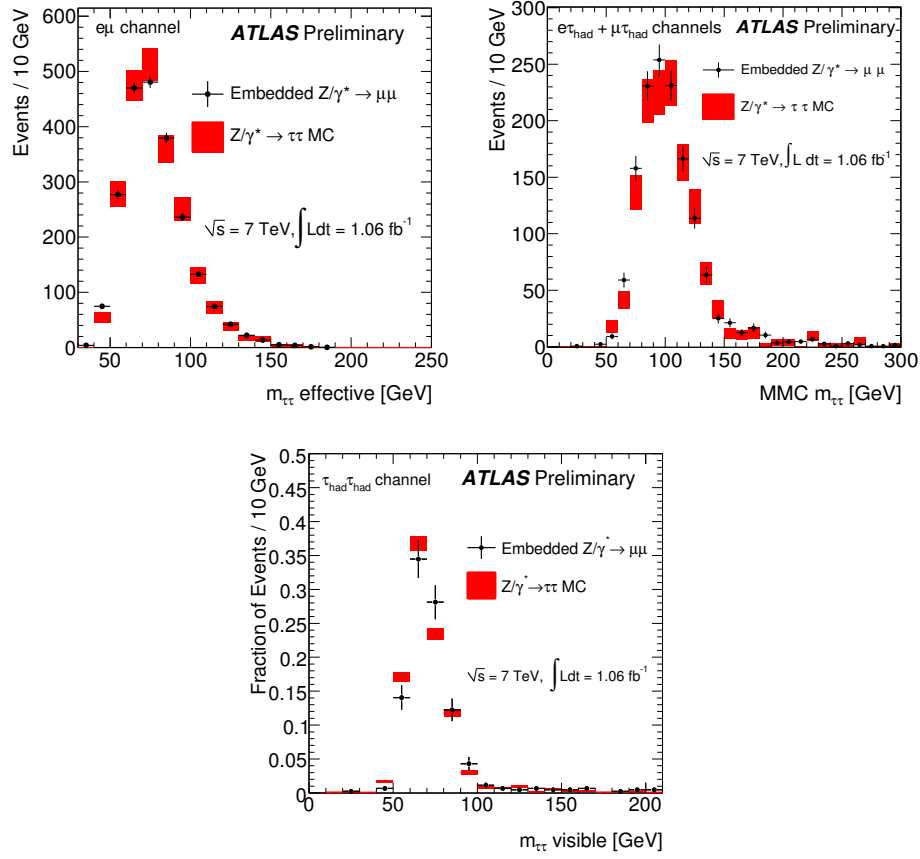 eμ channel
ATLAS Preliminary
Events / 10 GeV
600
500
400
300
200
100
0
Embedded Z/γ* → μμ
Z/γ* → ττ MC
√s = 7 TeV, ∫Ldt = 1.06 fb⁻¹
50 100 150 200 250
m_ττ effective [GeV]
eτ_had + μτ_had channels
ATLAS Preliminary
Events / 10 GeV
300
250
200
150
100
50
0
Embedded Z/γ* → μ μ
Z/γ* → τ τ MC
√s = 7 TeV, ∫L dt = 1.06 fb⁻¹
0 50 100 150 200 250 300
MMC m_ττ [GeV]
τ_had τ_had channel
ATLAS Preliminary
Fraction of Events / 10 GeV
0.5
0.45
0.4
0.35
0.3
0.25
0.2
0.15
0.1
0.05
0
Embedded Z/γ* → μμ
Z/γ* → ττ MC
√s = 7 TeV, ∫Ldt = 1.06 fb⁻¹
0 50 100 150 200
m_ττ visible [GeV]